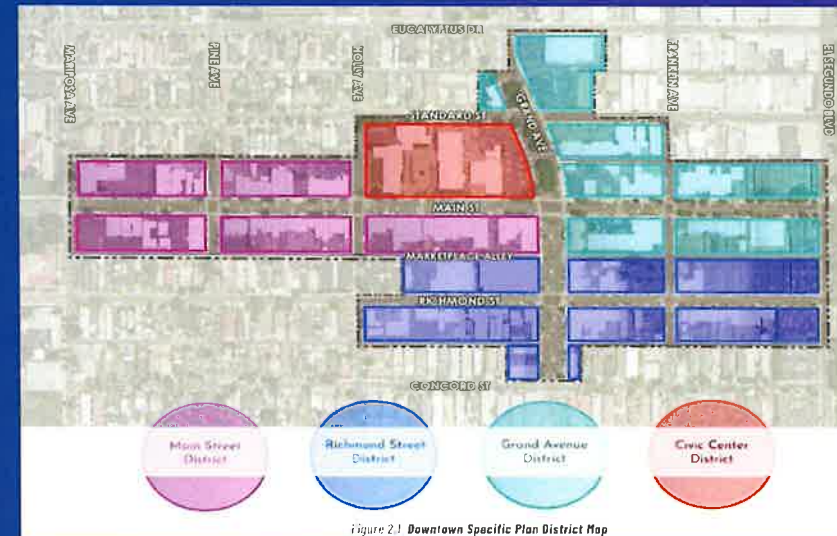 EUCALYPTUS DR
MARIPOSA AVE
PINE AVE
HOLLY AVE
GRAND AVE
FRANKLIN AVE
EL SEGUNDO BLVD
STANDARD ST
MAIN ST
MARKETPLACE ALLEY
RICHMOND ST
CONCORD ST
Main Street
District
Richmond Street
District
Grand Avenue
District
Civic Center
District
Figure 2.1 Downtown Specific Plan District Map